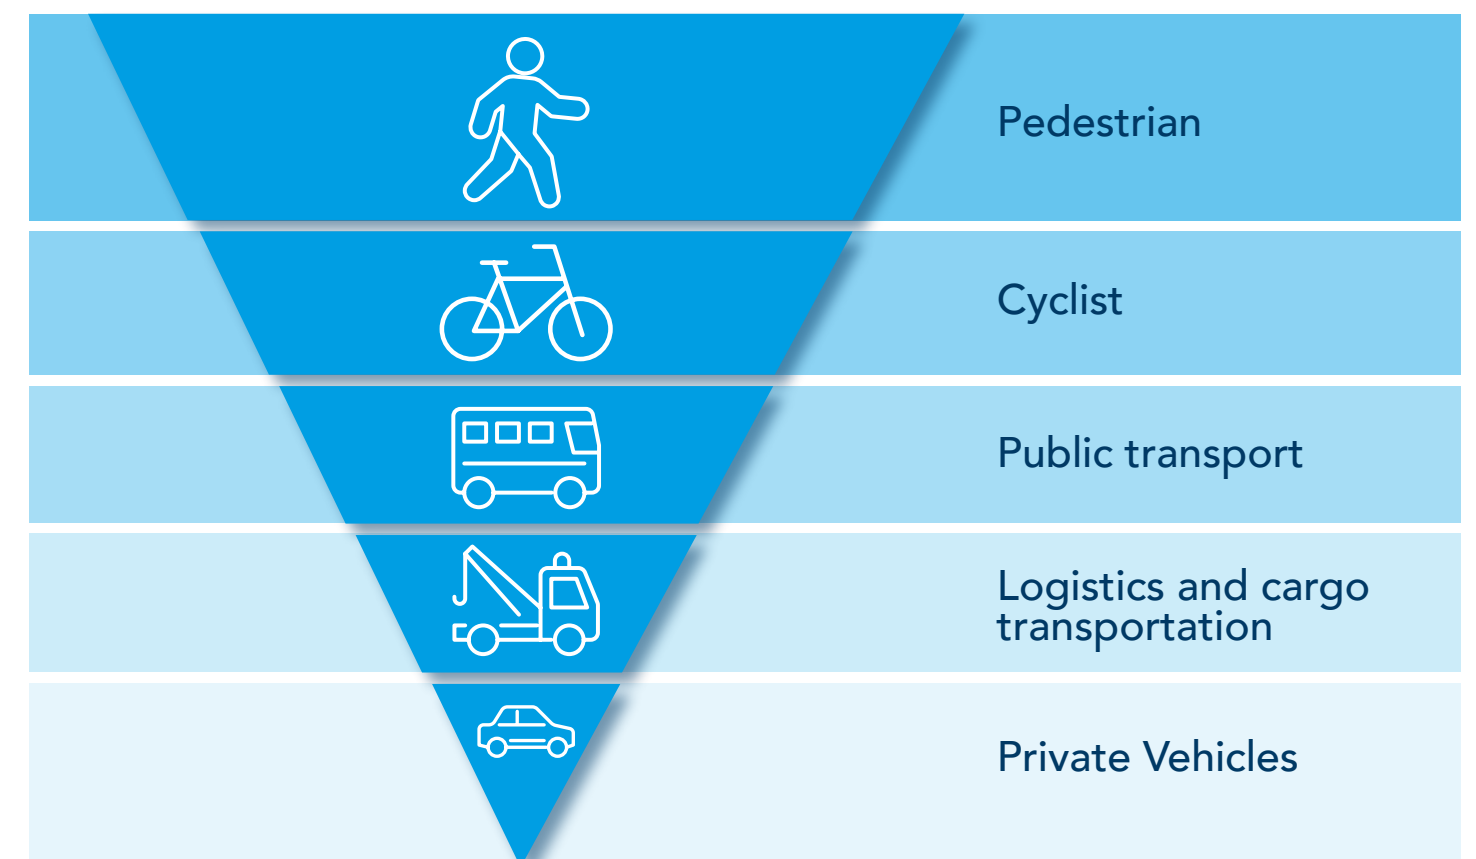 Pedestrian
Cyclist
Public transport
Logistics and cargo
transportation
Private Vehicles